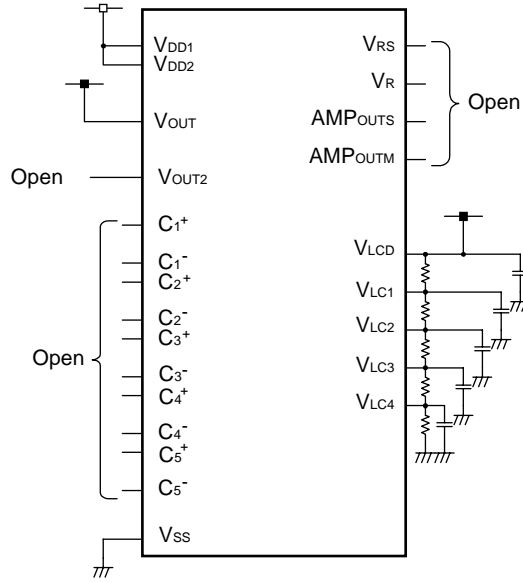 VDD1
VDD2
VOUT
Open
VOUT2
C1+
C1-
C2+
C2-
C3+
Open
C3-
C4+
C4-
C5+
C5-
VSS
VRS
VR
AMPOUTS
AMPOUTM
Open
VLCD
VLC1
VLC2
VLC3
VLC4